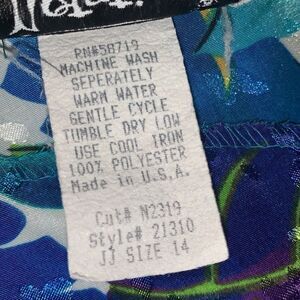 RN#58719
MACHINE WASH
SEPERATELY
WARM WATER
GENTLE CYCLE
TUMBLE DRY LOW
USE COOL IRON
100% POLYESTER
Made in U.S.A.
Cut# N2319
Style# 21310
JJ SIZE 14